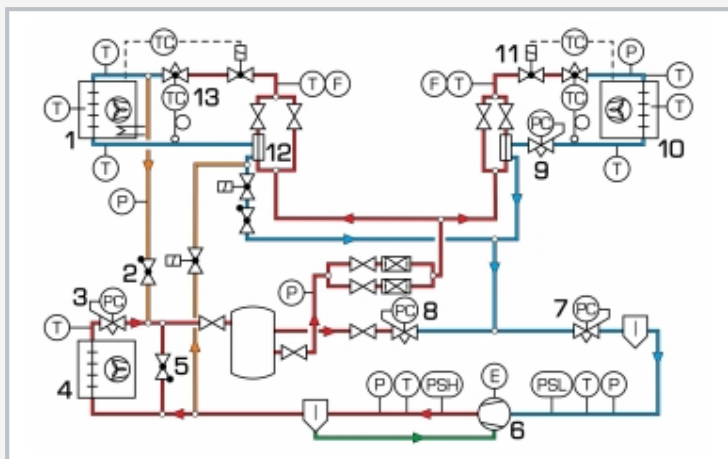 TC 11 TC
T P
T F F T
13 T
TC TC
T T
1 12 PC 10
9
T T
P
2
P
3 PC PC 8 7 PC
T
I
5
4 E
P T PSH PSL T P
I 6